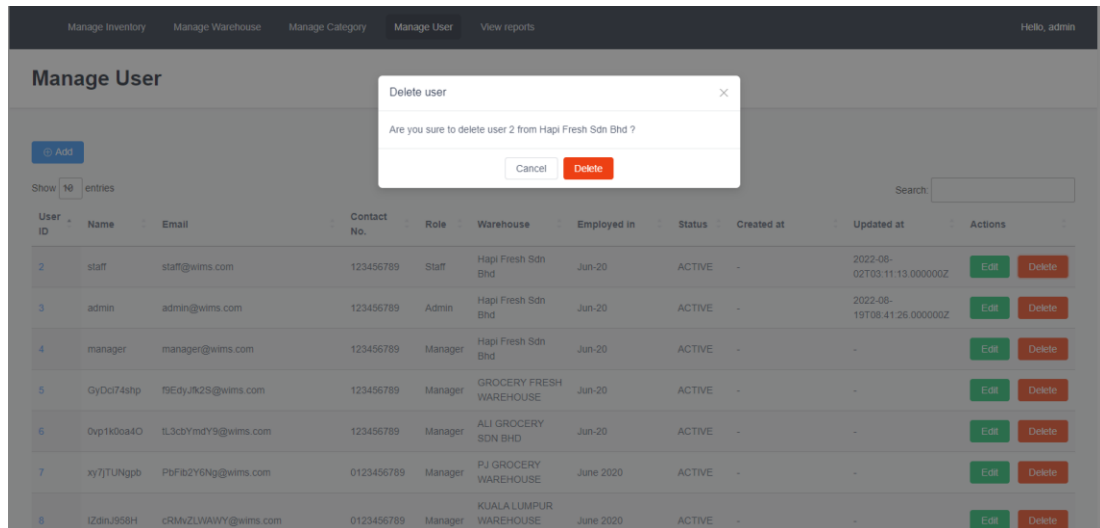 Manage Inventory Manage Warehouse Manage Category Manage User View reports Hello, admin
Manage User
Delete user
Are you sure to delete user 2 from Hapi Fresh Sdn Bhd ?
Cancel Delete
Add
Show 10 entries Search:
User ID Name Email Contact No. Role Warehouse Employed in Status Created at Updated at Actions
2 staff staff@wims.com 123456789 Staff Hapi Fresh Sdn Bhd Jun-20 ACTIVE - 2022-08-02T03:11:13.000000Z Edit Delete
3 admin admin@wims.com 123456789 Admin Hapi Fresh Sdn Bhd Jun-20 ACTIVE - 2022-08-19T08:41:26.000000Z Edit Delete
4 manager manager@wims.com 123456789 Manager Hapi Fresh Sdn Bhd Jun-20 ACTIVE - - Edit Delete
5 GyDci74shp f9EdyJfk2S@wims.com 123456789 Manager GROCERY FRESH WAREHOUSE Jun-20 ACTIVE - - Edit Delete
6 0vp1k0oa4O tL3cbYmdY9@wims.com 123456789 Manager ALI GROCERY SDN BHD Jun-20 ACTIVE - - Edit Delete
7 xy7jTUNgpb PbFib2Y6Ng@wims.com 0123456789 Manager PJ GROCERY WAREHOUSE June 2020 ACTIVE - - Edit Delete
8 IZdinJ958H cRMvZLWAWY@wims.com 0123456789 Manager KUALA LUMPUR WAREHOUSE June 2020 ACTIVE - - Edit Delete